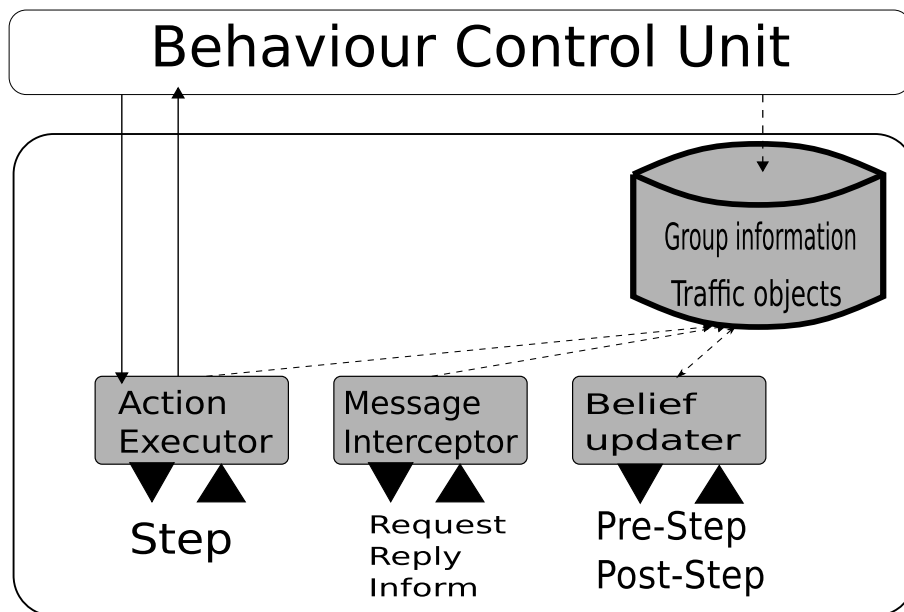 Behaviour Control Unit
Group information
Traffic objects
Action
Executor
Message
Interceptor
Belief
updater
Step
Request
Reply
Inform
Pre-Step
Post-Step